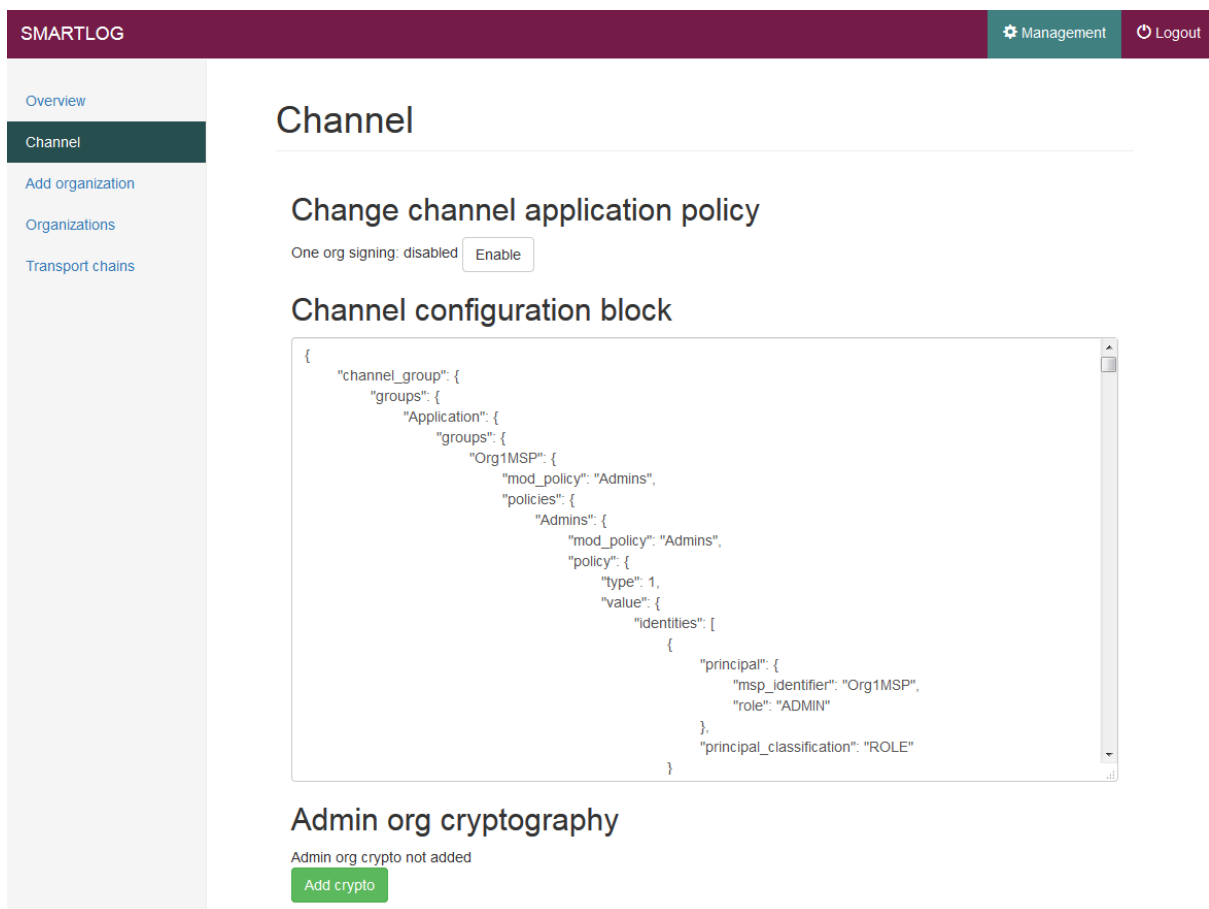 SMARTLOG
Management
Logout
Overview
Channel
Add organization
Organizations
Transport chains
Channel
Change channel application policy
One org signing: disabled Enable
Channel configuration block
{
"channel_group": {
"groups": {
"Application": {
"groups": {
"Org1MSP": {
"mod_policy": "Admins",
"policies": {
"Admins": {
"mod_policy": "Admins",
"policy": {
"type": 1,
"value": {
"identities": [
{
"principal": {
"msp_identifier": "Org1MSP",
"role": "ADMIN"
},
"principal_classification": "ROLE"
}
Admin org cryptography
Admin org crypto not added
Add crypto